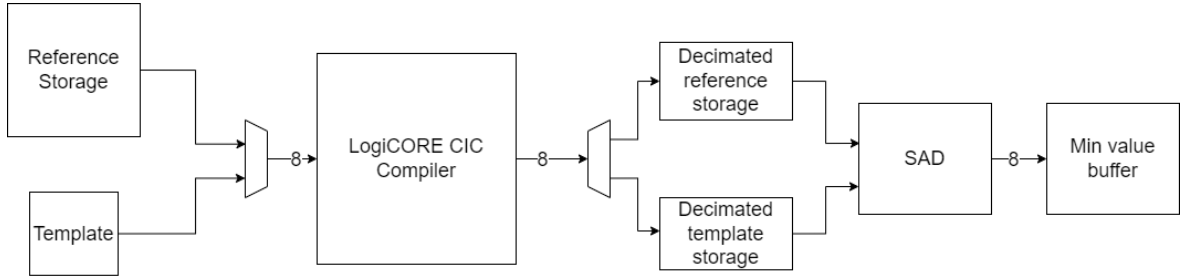 Reference
Storage
Template
8
LogiCORE CIC
Compiler
8
Decimated
reference
storage
Decimated
template
storage
SAD
8
Min value
buffer